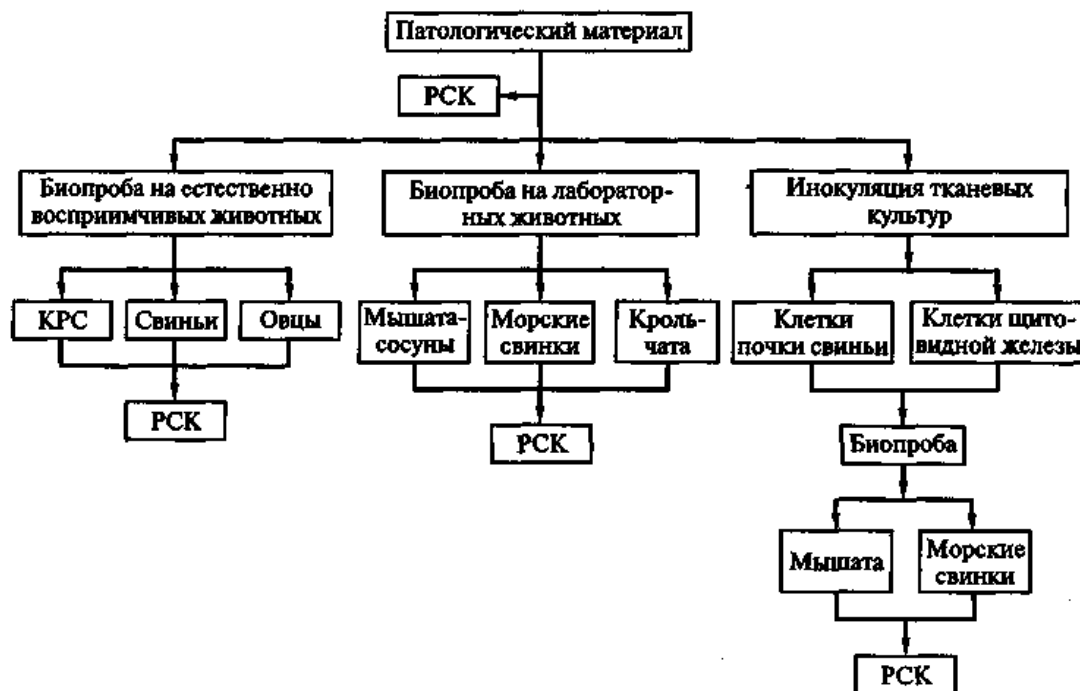 Патологический материал
РСК
Биопроба на естественно
восприимчивых животных
Биопроба на лаборатор-
ных животных
Инокуляция тканевых
культур
КРС
Свиньи
Овцы
Мышата-
сосуны
Морские
свинки
Кроль-
чата
Клетки
почки свиньи
Клетки щито-
видной железы
РСК
РСК
Биопроба
Мышата
Морские
свинки
РСК